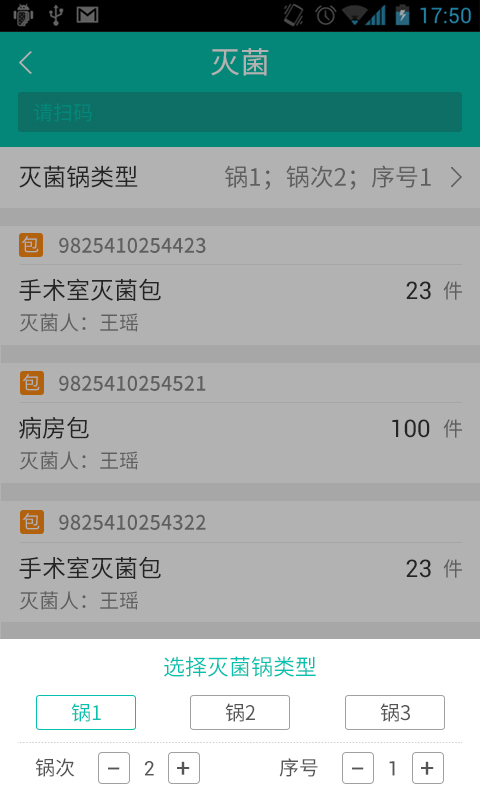 17:50
灭菌
请扫码
灭菌锅类型 锅1；锅次2；序号1
包 9825410254423
手术室灭菌包 23 件
灭菌人：王瑶
包 9825410254521
病房包 100 件
灭菌人：王瑶
包 9825410254322
手术室灭菌包 23 件
灭菌人：王瑶
选择灭菌锅类型
锅1 锅2 锅3
锅次 − 2 + 序号 − 1 +